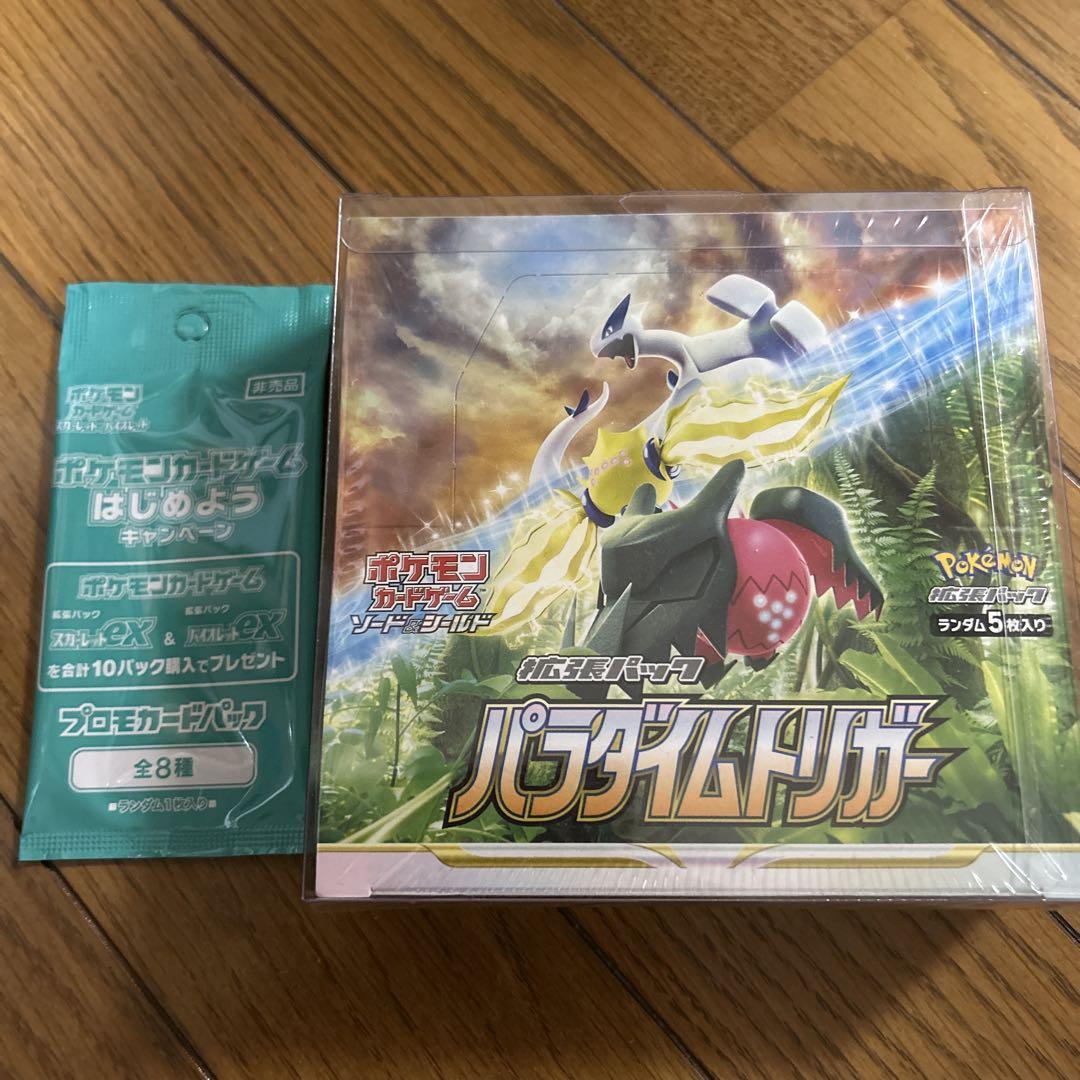 非売品
ポケモン
カードゲーム
スカーレット バイオレット
ポケモンカードゲーム
はじめよう
キャンペーン
ポケモンカードゲーム
拡張パック 拡張パック
スカーレットex & バイオレットex
を合計10パック購入でプレゼント
プロモカードパック
全8種
■ランダム1枚入り■
ポケモン
カードゲーム
ソード&シールド
POKéMON
拡張パック
ランダム5枚入り
拡張パック
パラダイムトリガー